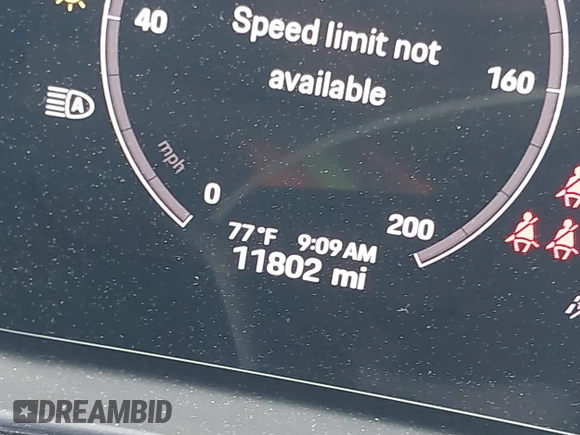 Speed limit not
available
40
160
A
mph
0
200
77°F 9:09 AM
11802 mi
DREAMBID